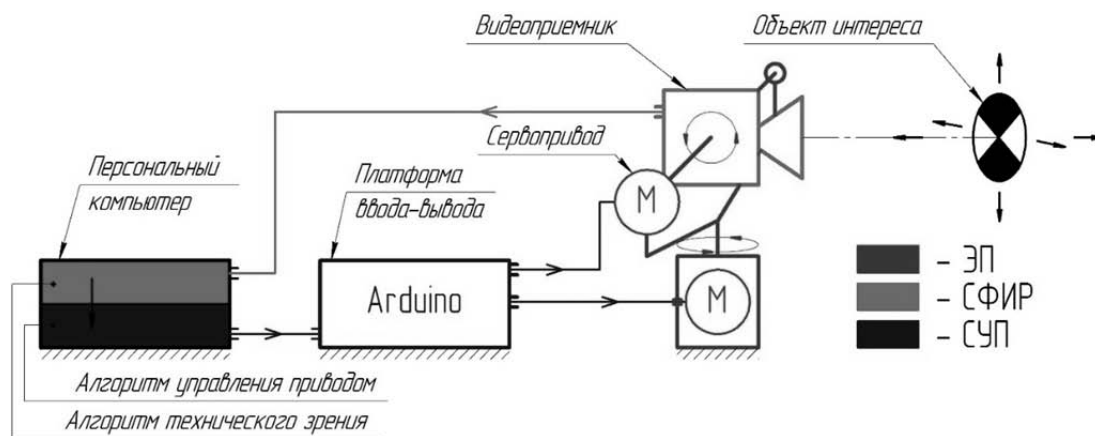 Видеоприемник
Объект интереса
Сервопривод
Персональный
компьютер
Платформа
ввода-вывода
М
Arduino
М
- ЭП
- СФИР
- СУП
Алгоритм управления приводом
Алгоритм технического зрения